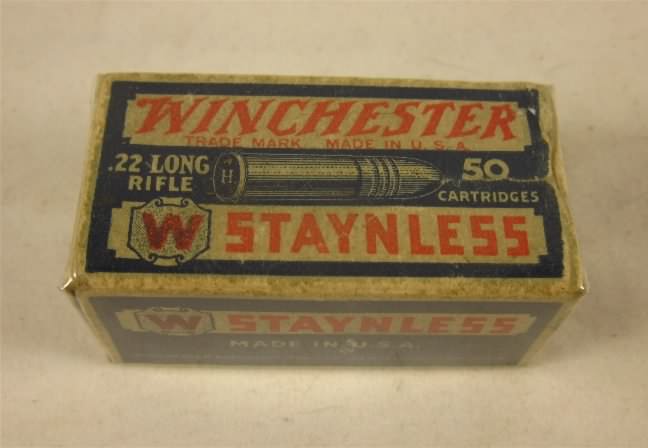 WINCHESTER
TRADE MARK. MADE IN U.S.A.
.22 LONG
RIFLE
H
50
CARTRIDGES
W STAYNLESS
W STAYNLESS
MADE IN U.S.A.